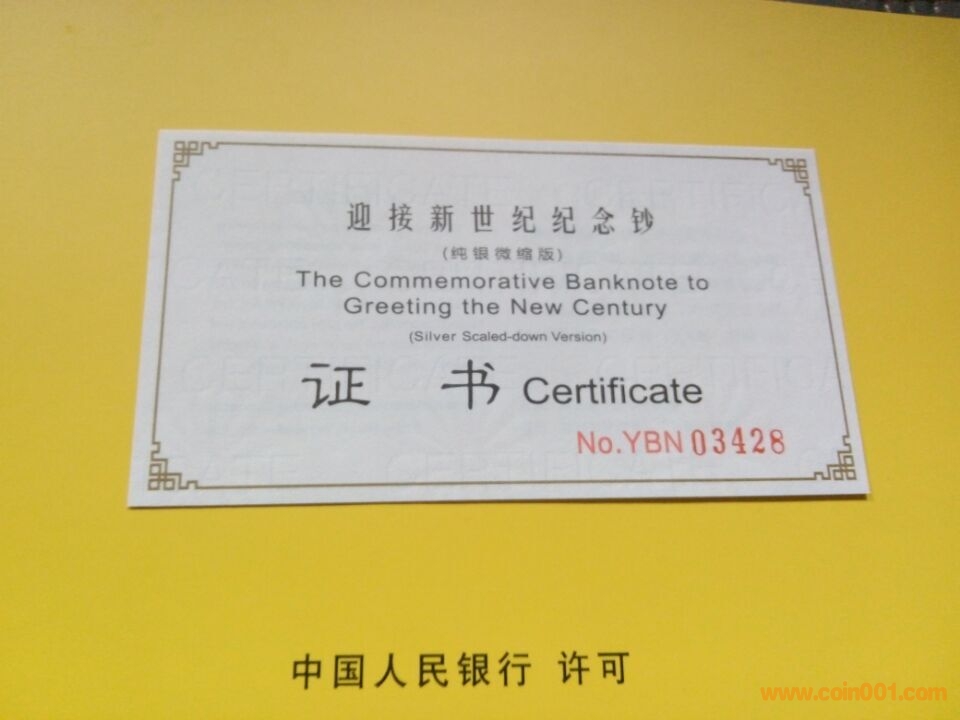 迎接新世纪纪念钞
(纯银微缩版)
The Commemorative Banknote to
Greeting the New Century
(Silver Scaled-down Version)
证 书 Certificate
No.YBN 03428
中国人民银行 许可
www.coin001.com